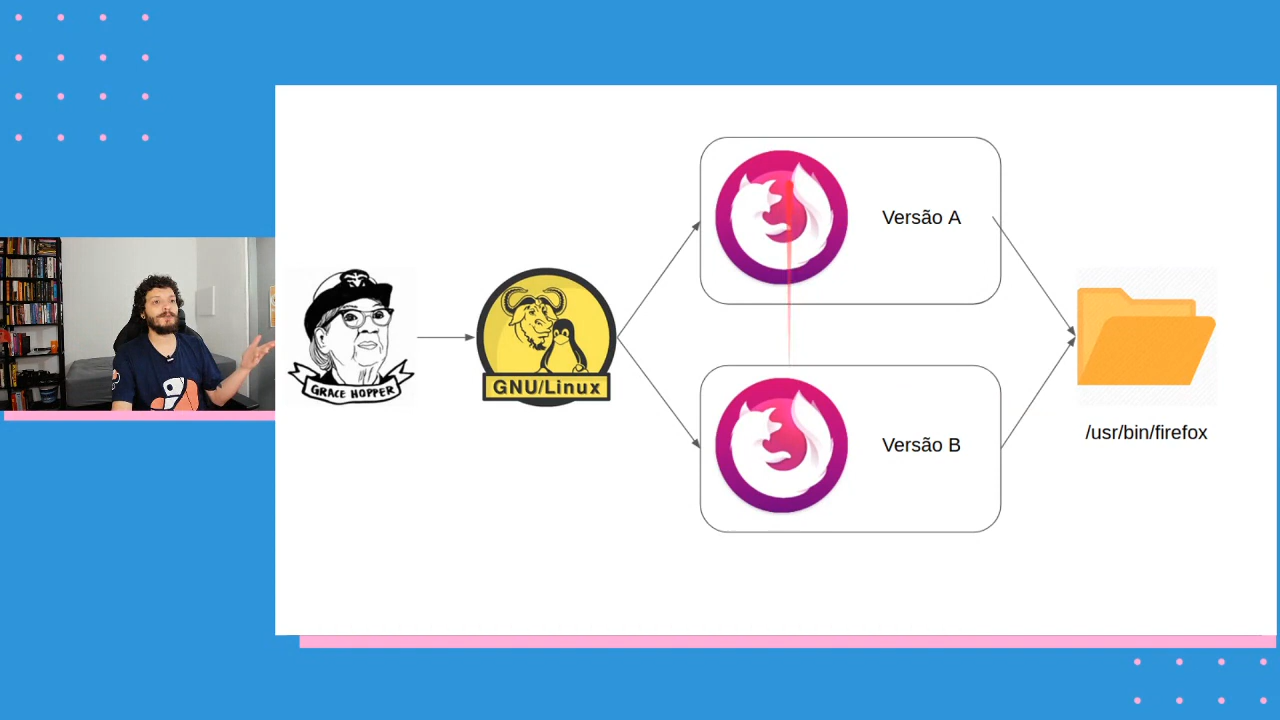 GRACE HOPPER
GNU/Linux
Versão A
Versão B
/usr/bin/firefox